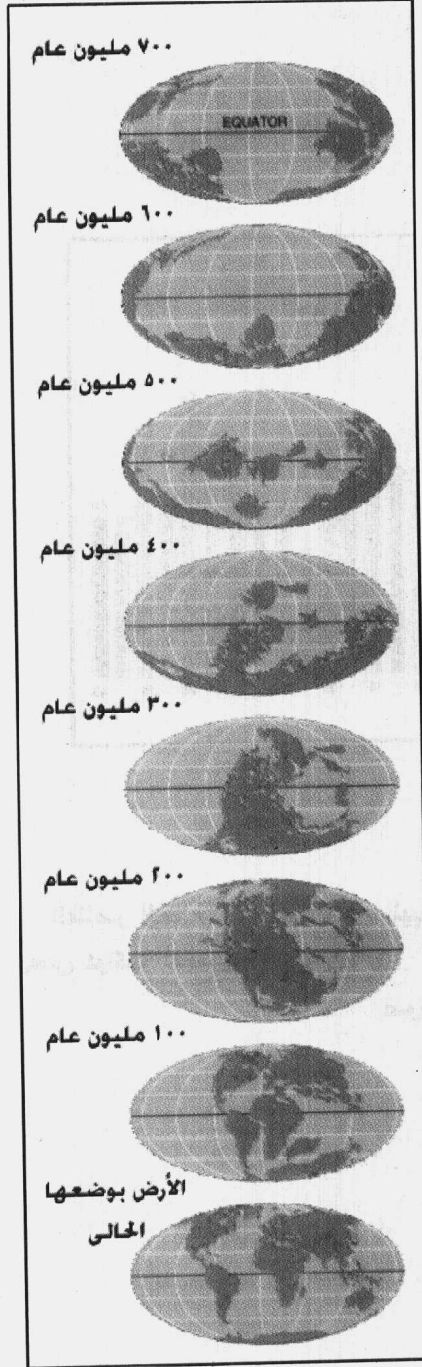 ٧٠٠ مليون عام
EQUATOR
٦٠٠ مليون عام
٥٠٠ مليون عام
٤٠٠ مليون عام
٣٠٠ مليون عام
٢٠٠ مليون عام
١٠٠ مليون عام
الأرض بوضعها
الحالى